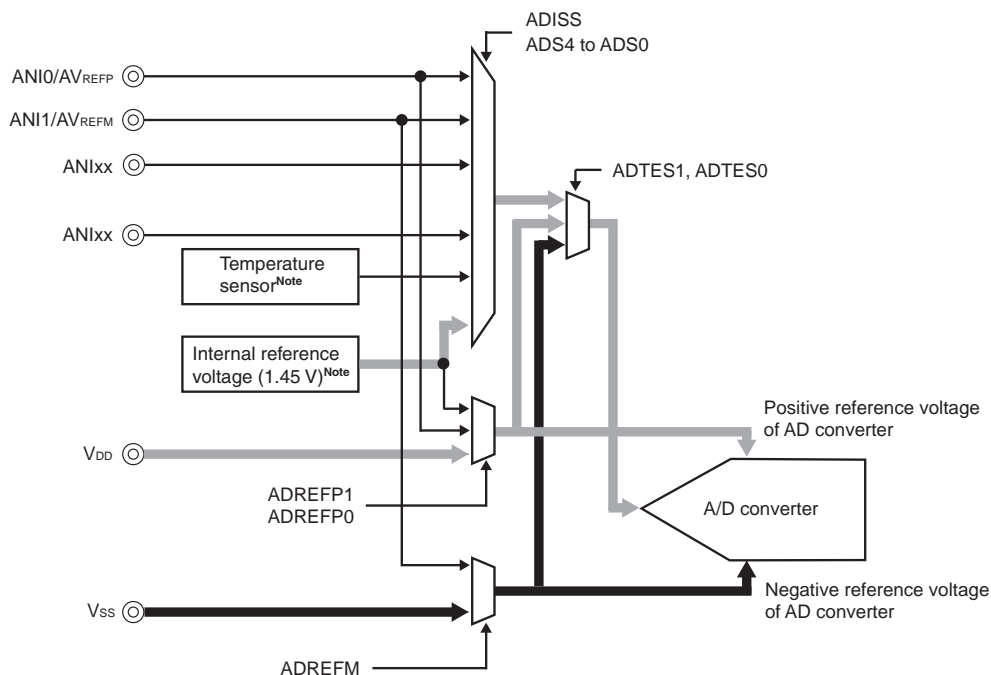 ADISS
ADS4 to ADS0
ANI0/AVREFP
ANI1/AVREFM
ANIxx
ADTES1, ADTES0
ANIxx
Temperature
sensorNote
Internal reference
voltage (1.45 V)Note
Positive reference voltage
of AD converter
VDD
ADREFP1
ADREFP0
A/D converter
Negative reference voltage
of AD converter
VSS
ADREFM